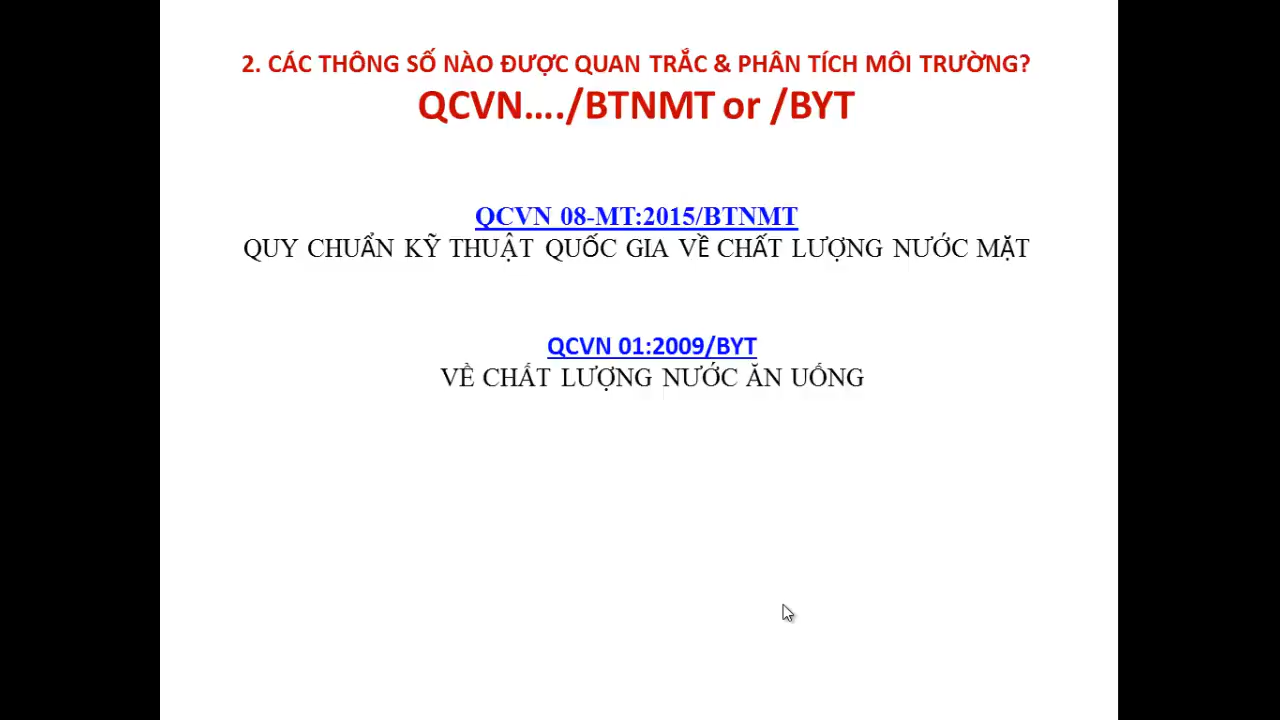 2. CÁC THÔNG SỐ NÀO ĐƯỢC QUAN TRẮC & PHÂN TÍCH MÔI TRƯỜNG?
QCVN…./BTNMT or /BYT
QCVN 08-MT:2015/BTNMT
QUY CHUẨN KỸ THUẬT QUỐC GIA VỀ CHẤT LƯỢNG NƯỚC MẶT
QCVN 01:2009/BYT
VỀ CHẤT LƯỢNG NƯỚC ĂN UỐNG